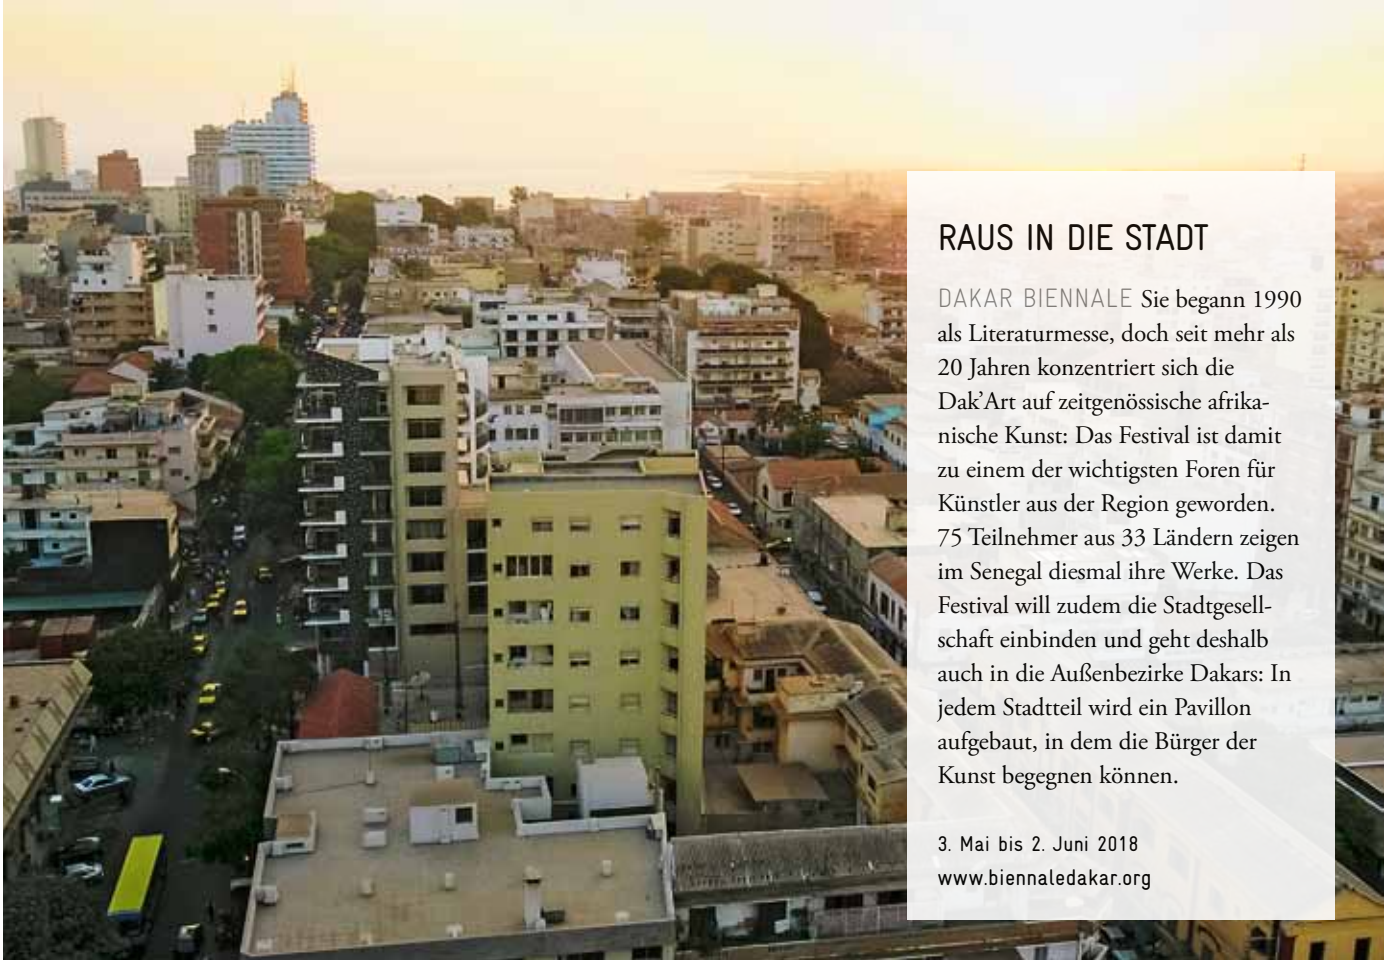 RAUS IN DIE STADT
DAKAR BIENNALE Sie begann 1990
als Literaturmesse, doch seit mehr als
20 Jahren konzentriert sich die
Dak’Art auf zeitgenössische afrika-
nische Kunst: Das Festival ist damit
zu einem der wichtigsten Foren für
Künstler aus der Region geworden.
75 Teilnehmer aus 33 Ländern zeigen
im Senegal diesmal ihre Werke. Das
Festival will zudem die Stadtgesell-
schaft einbinden und geht deshalb
auch in die Außenbezirke Dakars: In
jedem Stadtteil wird ein Pavillon
aufgebaut, in dem die Bürger der
Kunst begegnen können.
3. Mai bis 2. Juni 2018
www.biennaledakar.org